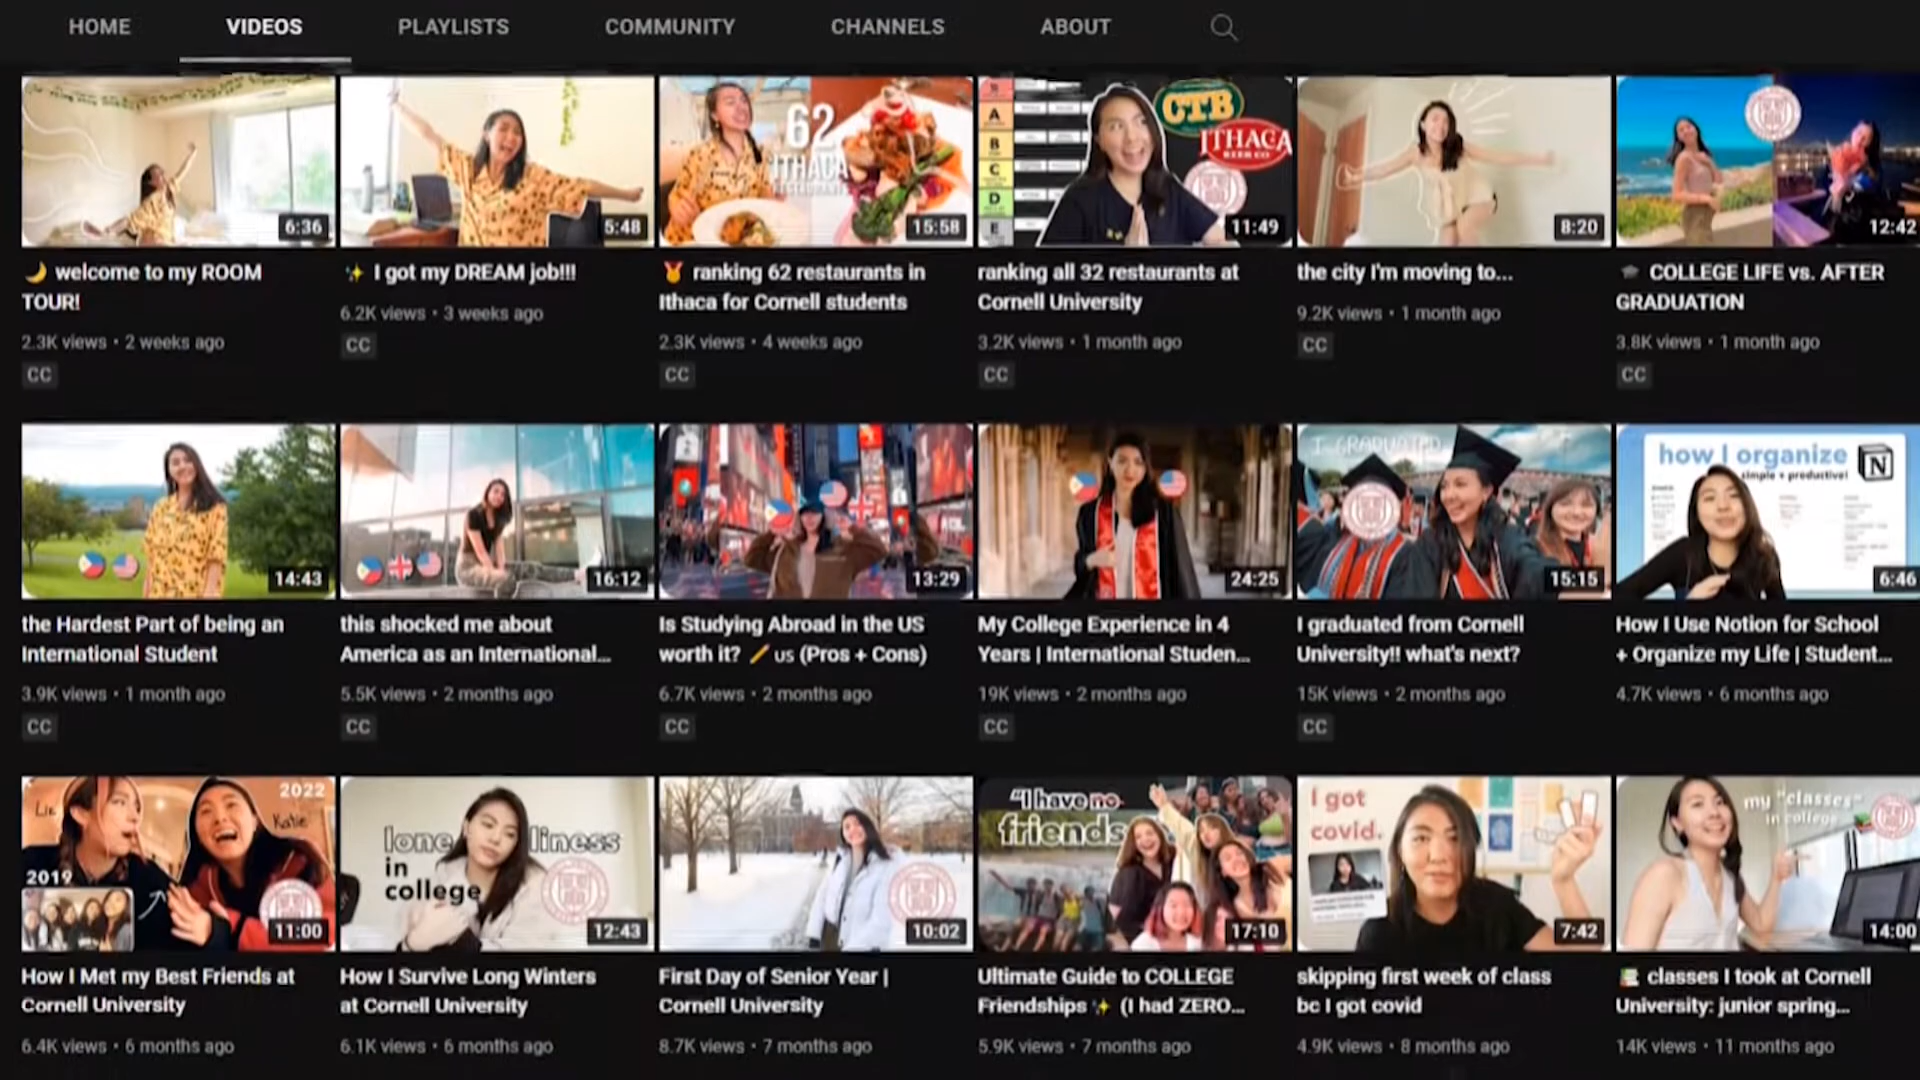 HOME VIDEOS PLAYLISTS COMMUNITY CHANNELS ABOUT
62
ITHACA
RESTAURANTS
A
B
C
D
E
CTB
ITHACA
BEER CO
6:36
5:48
15:58
11:49
8:20
12:42
🌙 welcome to my ROOM
TOUR!
2.3K views • 2 weeks ago
CC
✨ I got my DREAM job!!!
6.2K views • 3 weeks ago
CC
🏅 ranking 62 restaurants in
Ithaca for Cornell students
2.3K views • 4 weeks ago
CC
ranking all 32 restaurants at
Cornell University
3.2K views • 1 month ago
CC
the city I'm moving to...
9.2K views • 1 month ago
CC
🎓 COLLEGE LIFE vs. AFTER
GRADUATION
3.8K views • 1 month ago
CC
I GRADUATED
how I organize
simple + productive!
N
14:43
16:12
13:29
24:25
15:15
6:46
the Hardest Part of being an
International Student
3.9K views • 1 month ago
CC
this shocked me about
America as an International...
5.5K views • 2 months ago
CC
Is Studying Abroad in the US
worth it? ✏️ US (Pros + Cons)
6.7K views • 2 months ago
CC
My College Experience in 4
Years | International Studen...
19K views • 2 months ago
CC
I graduated from Cornell
University!! what's next?
15K views • 2 months ago
CC
How I Use Notion for School
+ Organize my Life | Student...
4.7K views • 6 months ago
2022
Liz
Katie
2019
11:00
loneliness
in
college
12:43
10:02
"I have no
friends
17:10
I got
covid.
7:42
my "classes"
in college
14:00
How I Met my Best Friends at
Cornell University
6.4K views • 6 months ago
How I Survive Long Winters
at Cornell University
6.1K views • 6 months ago
First Day of Senior Year |
Cornell University
8.7K views • 7 months ago
Ultimate Guide to COLLEGE
Friendships ✨ (I had ZERO...
5.9K views • 7 months ago
skipping first week of class
bc I got covid
4.9K views • 8 months ago
📚 classes I took at Cornell
University: junior spring...
14K views • 11 months ago